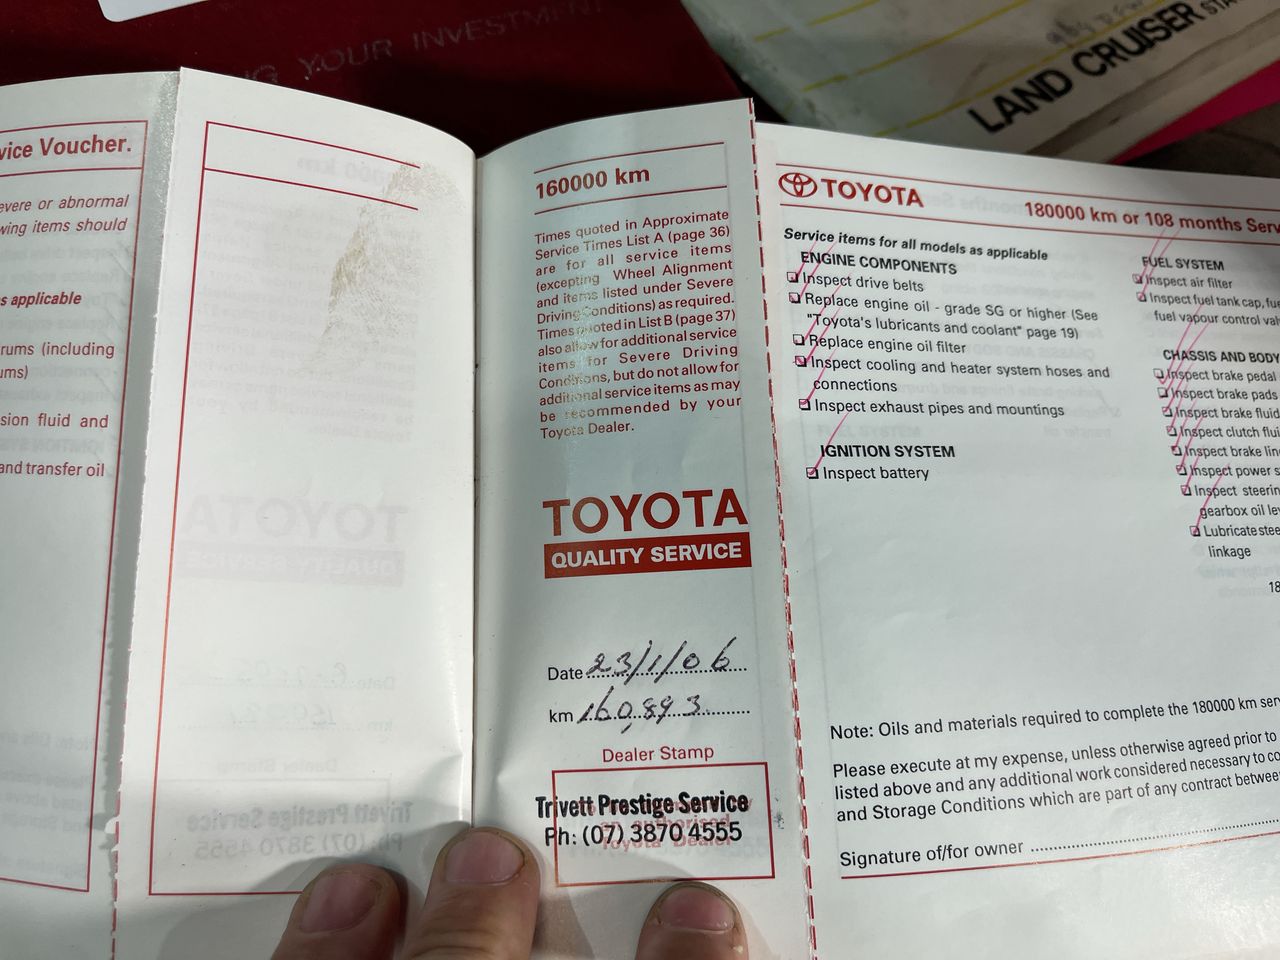 YOUR INVESTMENT
LAND CRUISER
vice Voucher.
evere or abnormal
wing items should
as applicable
rums (including
ums)
sion fluid and
and transfer oil
160000 km
Times quoted in Approximate
Service Times List A (page 36)
are for all service items
(excepting Wheel Alignment
and items listed under Severe
Driving Conditions) as required.
Times quoted in List B (page 37)
also allow for additional service
items for Severe Driving
Conditions, but do not allow for
additional service items as may
be recommended by your
Toyota Dealer.
TOYOTA
QUALITY SERVICE
Date 23/1/06
km 160,893
Dealer Stamp
Trivett Prestige Service
Ph: (07) 3870 4555
an authorised
Toyota Dealer
TOYOTA
180000 km or 108 months Serv
Service items for all models as applicable
ENGINE COMPONENTS
Inspect drive belts
Replace engine oil - grade SG or higher (See
"Toyota's lubricants and coolant" page 19)
Replace engine oil filter
Inspect cooling and heater system hoses and
connections
Inspect exhaust pipes and mountings
IGNITION SYSTEM
Inspect battery
FUEL SYSTEM
Inspect air filter
Inspect fuel tank cap, fue
fuel vapour control valv
CHASSIS AND BODY
Inspect brake pedal
Inspect brake pads
Inspect brake fluid
Inspect clutch flui
Inspect brake lin
Inspect power s
Inspect steerin
gearbox oil le
Lubricate stee
linkage
18
Note: Oils and materials required to complete the 180000 km ser
Please execute at my expense, unless otherwise agreed prior to
listed above and any additional work considered necessary to co
and Storage Conditions which are part of any contract betwee
Signature of/for owner